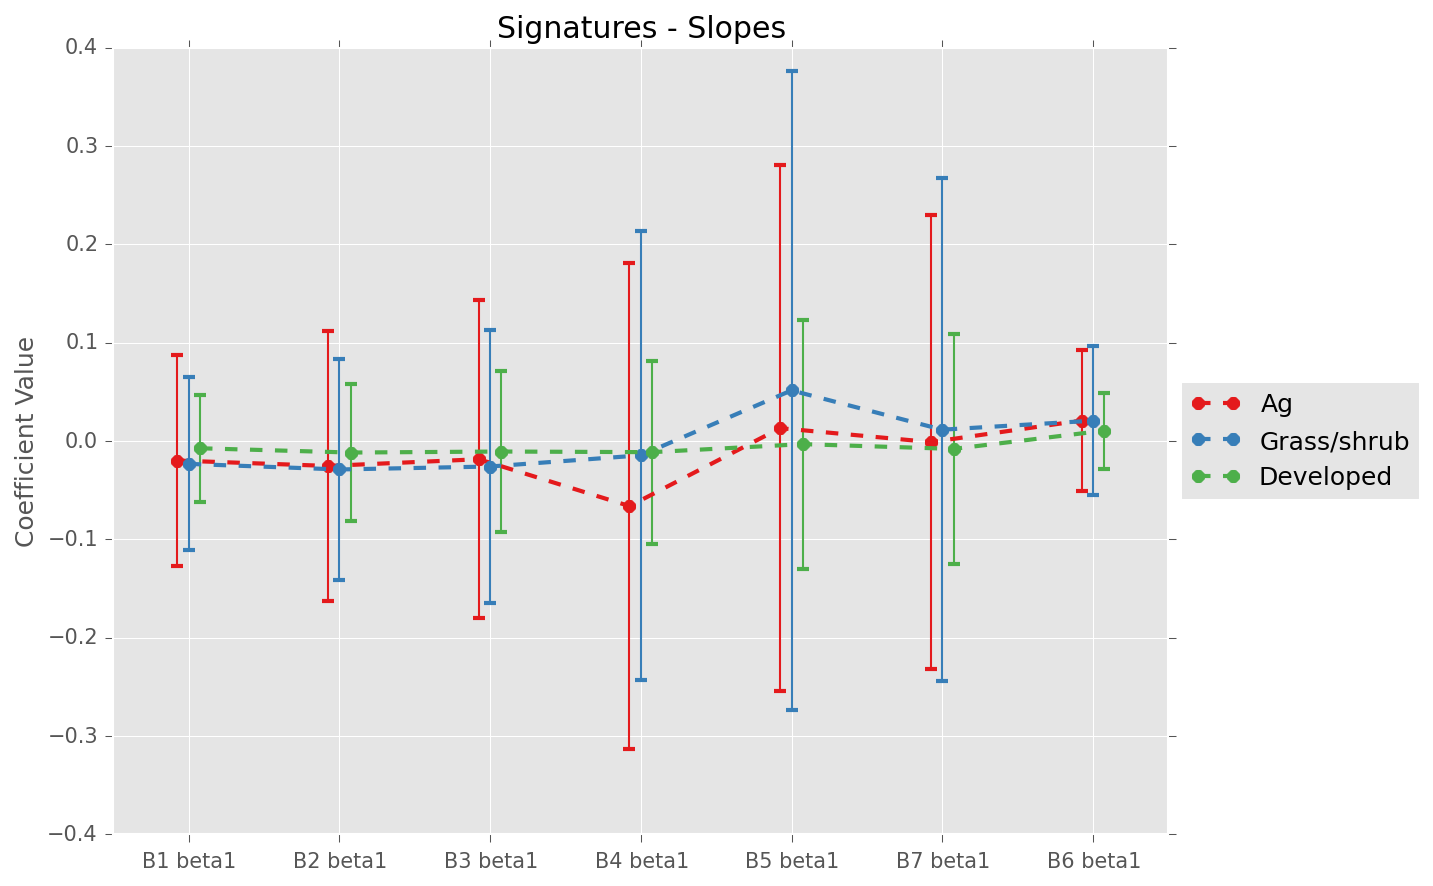 Signatures - Slopes
0.4
0.3
0.2
0.1
0.0
−0.1
−0.2
−0.3
−0.4
Coefficient Value
B1 beta1
B2 beta1
B3 beta1
B4 beta1
B5 beta1
B7 beta1
B6 beta1
Ag
Grass/shrub
Developed